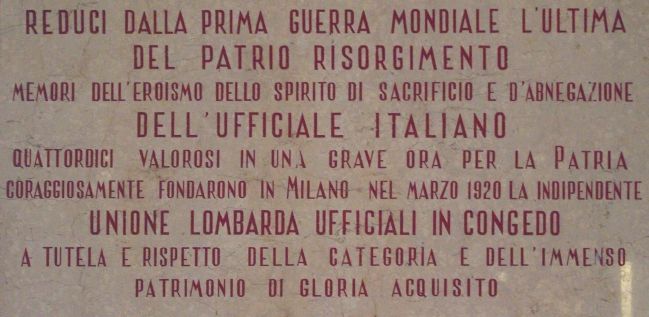 REDUCI DALLA PRIMA GUERRA MONDIALE L'ULTIMA
DEL PATRIO RISORGIMENTO
MEMORI DELL'EROISMO DELLO SPIRITO DI SACRIFICIO E D'ABNEGAZIONE
DELL'UFFICIALE ITALIANO
QUATTORDICI VALOROSI IN UNA GRAVE ORA PER LA PATRIA
CORAGGIOSAMENTE FONDARONO IN MILANO NEL MARZO 1920 LA INDIPENDENTE
UNIONE LOMBARDA UFFICIALI IN CONGEDO
A TUTELA E RISPETTO DELLA CATEGORIA E DELL'IMMENSO
PATRIMONIO DI GLORIA ACQUISITO